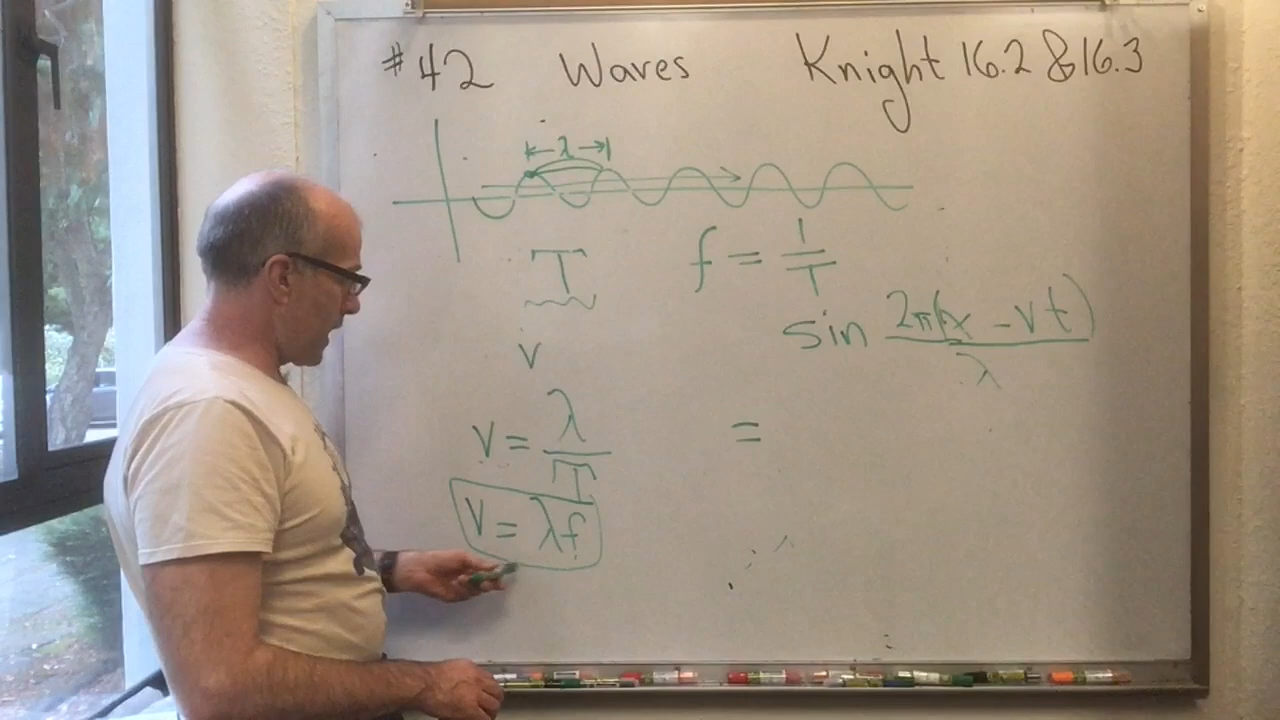 #42 Waves Knight 16.2 & 16.3
λ
T f = 1/T
sin 2π(x - vt)/λ
v
v = λ/T
=
v = λf